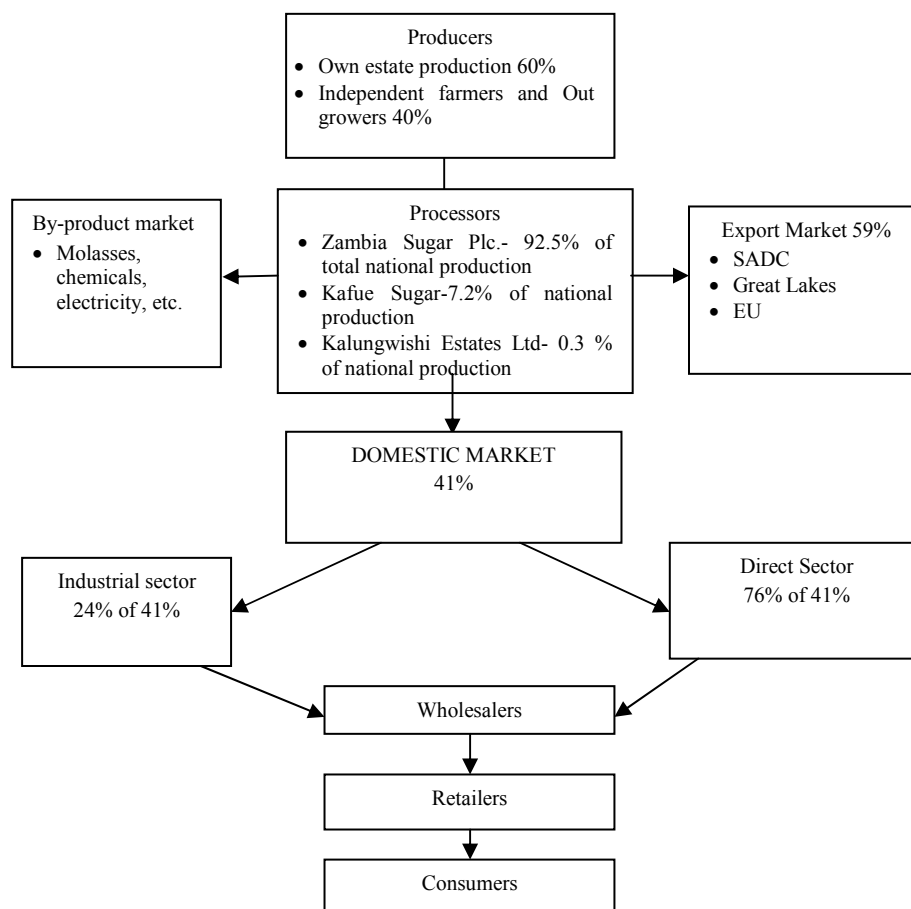 Producers
• Own estate production 60%
• Independent farmers and Out
growers 40%
By-product market
• Molasses,
chemicals,
electricity, etc.
Processors
• Zambia Sugar Plc.- 92.5% of
total national production
• Kafue Sugar-7.2% of national
production
• Kalungwishi Estates Ltd- 0.3 %
of national production
Export Market 59%
• SADC
• Great Lakes
• EU
DOMESTIC MARKET
41%
Industrial sector
24% of 41%
Direct Sector
76% of 41%
Wholesalers
Retailers
Consumers